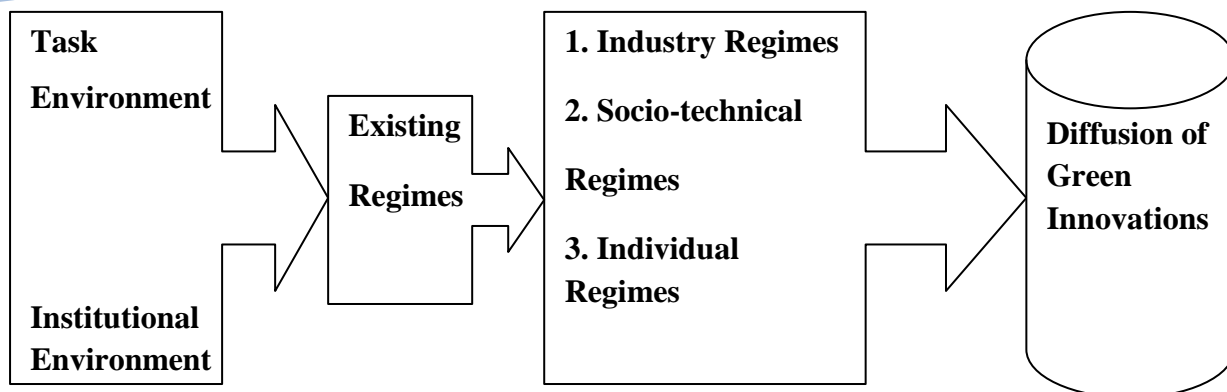 Task
Environment
Institutional
Environment
Existing
Regimes
1. Industry Regimes
2. Socio-technical
Regimes
3. Individual
Regimes
Diffusion of
Green
Innovations